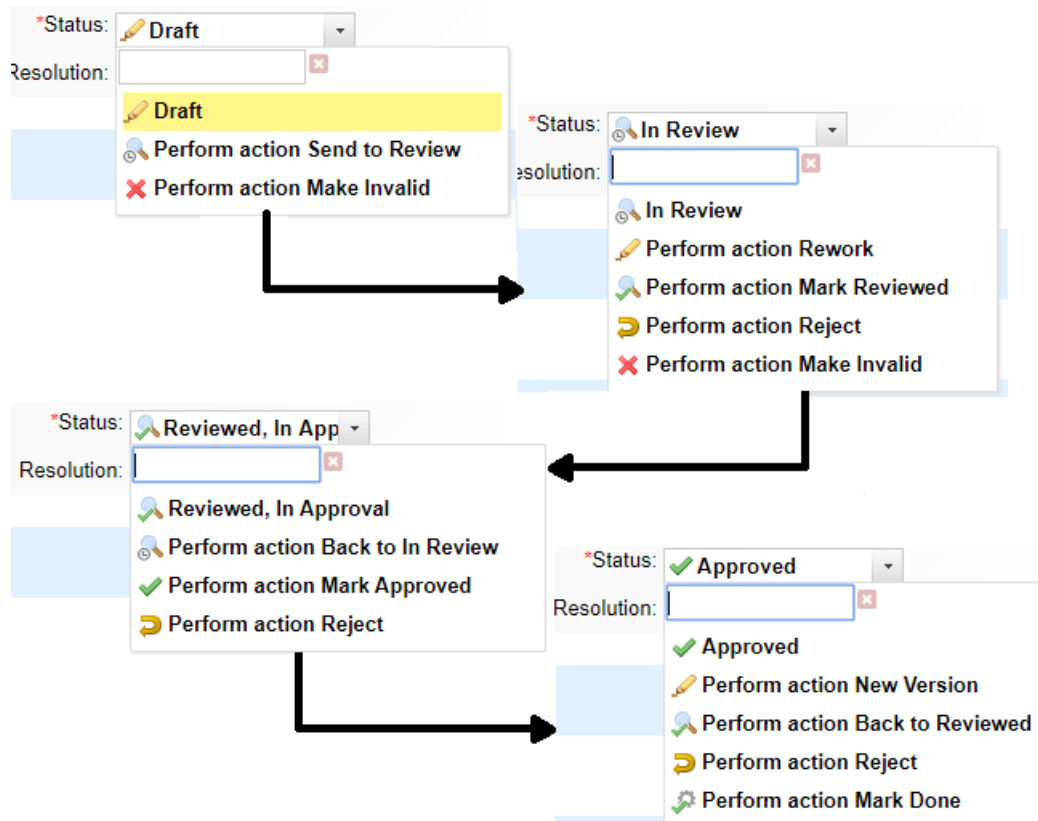 *Status: Draft
Resolution:
Draft
Perform action Send to Review
Perform action Make Invalid
*Status: In Review
esolution:
In Review
Perform action Rework
Perform action Mark Reviewed
Perform action Reject
Perform action Make Invalid
*Status: Reviewed, In App
Resolution:
Reviewed, In Approval
Perform action Back to In Review
Perform action Mark Approved
Perform action Reject
*Status: Approved
Resolution:
Approved
Perform action New Version
Perform action Back to Reviewed
Perform action Reject
Perform action Mark Done